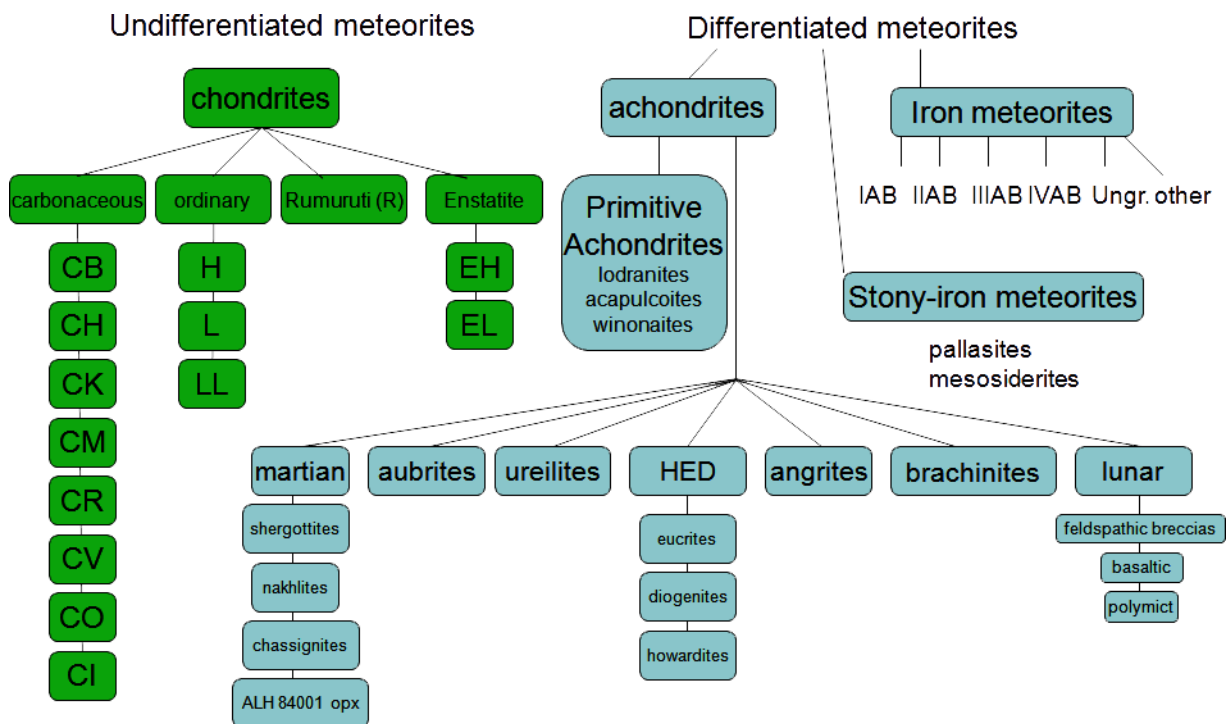 Undifferentiated meteorites
Differentiated meteorites
chondrites
achondrites
Iron meteorites
carbonaceous
ordinary
Rumuruti (R)
Enstatite
IAB IIAB IIIAB IVAB Ungr. other
Primitive
Achondrites
lodranites
acapulcoites
winonaites
CB
CH
CK
CM
CR
CV
CO
CI
H
L
LL
EH
EL
Stony-iron meteorites
pallasites
mesosiderites
martian
aubrites
ureilites
HED
angrites
brachinites
lunar
shergottites
nakhlites
chassignites
ALH 84001 opx
eucrites
diogenites
howardites
feldspathic breccias
basaltic
polymict